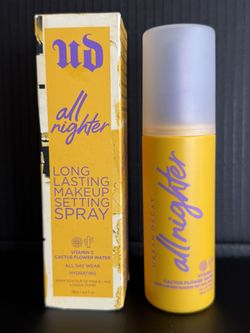 ud
all
nighter
LONG
LASTING
MAKEUP
SETTING
SPRAY
VITAMIN C
CACTUS FLOWER WATER
ALL DAY WEAR
HYDRATING
URBAN DECAY
all nighter
VITAMIN C
CACTUS FLOWER WATER